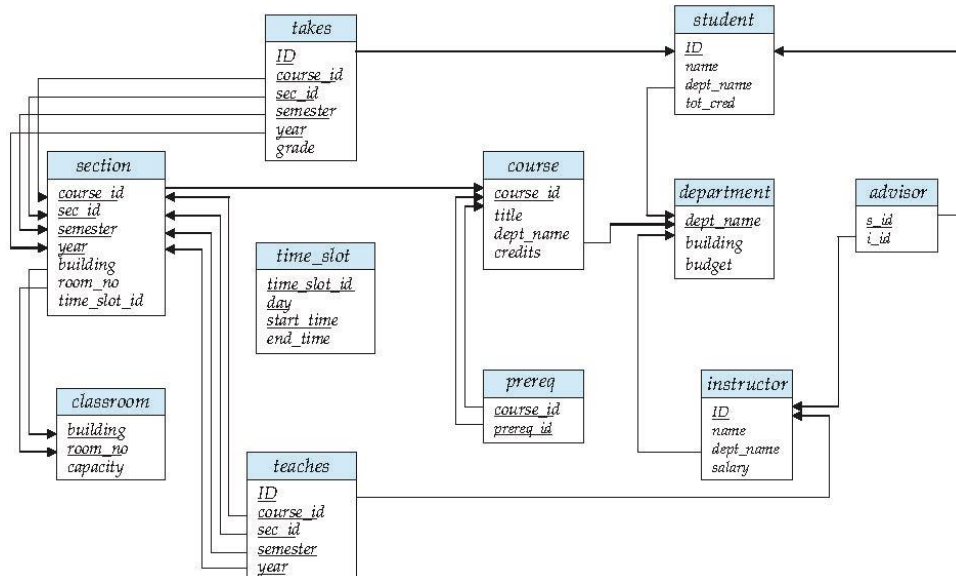 takes
ID
course_id
sec_id
semester
year
grade
student
ID
name
dept_name
tot_cred
section
course_id
sec_id
semester
year
building
room_no
time_slot_id
course
course_id
title
dept_name
credits
department
dept_name
building
budget
advisor
s_id
i_id
time_slot
time_slot_id
day
start_time
end_time
prereq
course_id
prereq_id
instructor
ID
name
dept_name
salary
classroom
building
room_no
capacity
teaches
ID
course_id
sec_id
semester
year